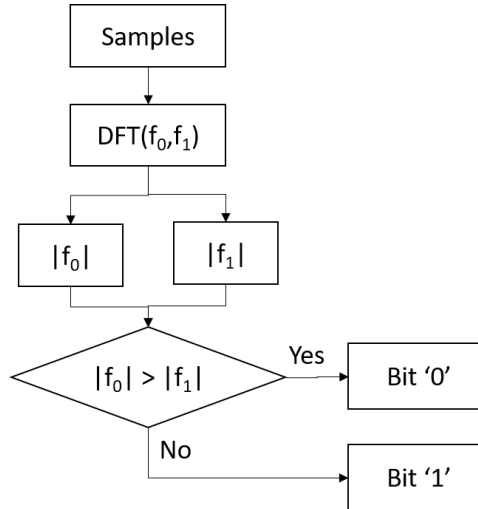 Samples
DFT(f₀,f₁)
|f₀|
|f₁|
|f₀| > |f₁|
Yes
Bit ‘0’
No
Bit ‘1’